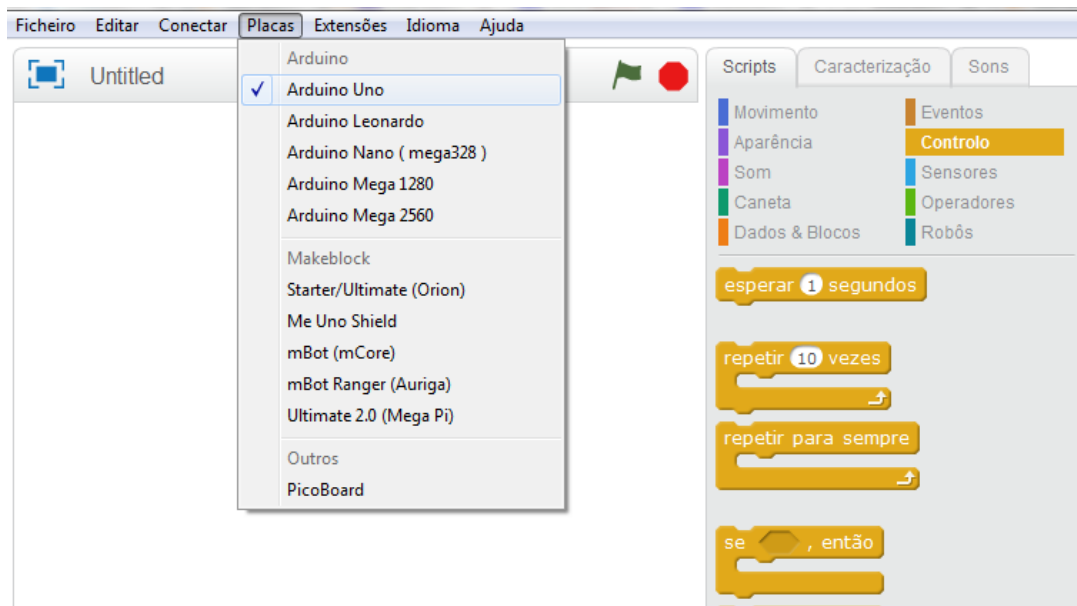 Ficheiro Editar Conectar Placas Extensões Idioma Ajuda
Untitled
Arduino
Arduino Uno
Arduino Leonardo
Arduino Nano ( mega328 )
Arduino Mega 1280
Arduino Mega 2560
Makeblock
Starter/Ultimate (Orion)
Me Uno Shield
mBot (mCore)
mBot Ranger (Auriga)
Ultimate 2.0 (Mega Pi)
Outros
PicoBoard
Scripts Caracterização Sons
Movimento Eventos
Aparência Controlo
Som Sensores
Caneta Operadores
Dados & Blocos Robôs
esperar 1 segundos
repetir 10 vezes
repetir para sempre
se , então